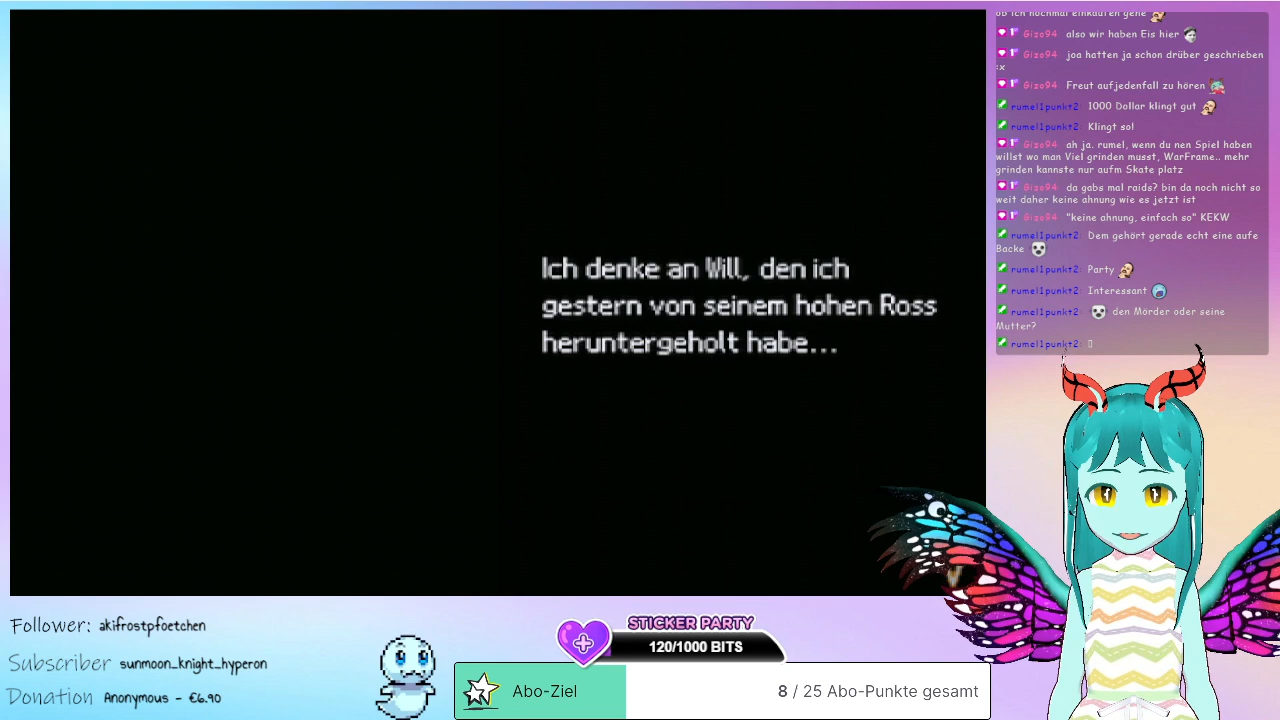 Ich denke an Will, den ich
gestern von seinem hohen Ross
heruntergeholt habe...
ob ich nochmal einkaufen gehe
Gizo94 also wir haben Eis hier
Gizo94 joa hatten ja schon drüber geschrieben
:x
Gizo94 Freut aufjedenfall zu hören
rumel1punkt2: 1000 Dollar klingt gut
rumel1punkt2: Klingt so!
Gizo94 ah ja. rumel, wenn du nen Spiel haben
willst wo man Viel grinden musst, WarFrame.. mehr
grinden kannste nur aufm Skate platz
Gizo94 da gabs mal raids? bin da noch nicht so
weit daher keine ahnung wie es jetzt ist
Gizo94 "keine ahnung, einfach so" KEKW
rumel1punkt2: Dem gehört gerade echt eine aufe
Backe
rumel1punkt2: Party
rumel1punkt2: Interessant
rumel1punkt2: den Mörder oder seine
Mutter?
rumel1punkt2:
Follower: akifrostpfoetchen
Subscriber sunmoon_knight_hyperon
Donation Anonymous - €6.90
STICKER PARTY
120/1000 BITS
Abo-Ziel
8 / 25 Abo-Punkte gesamt